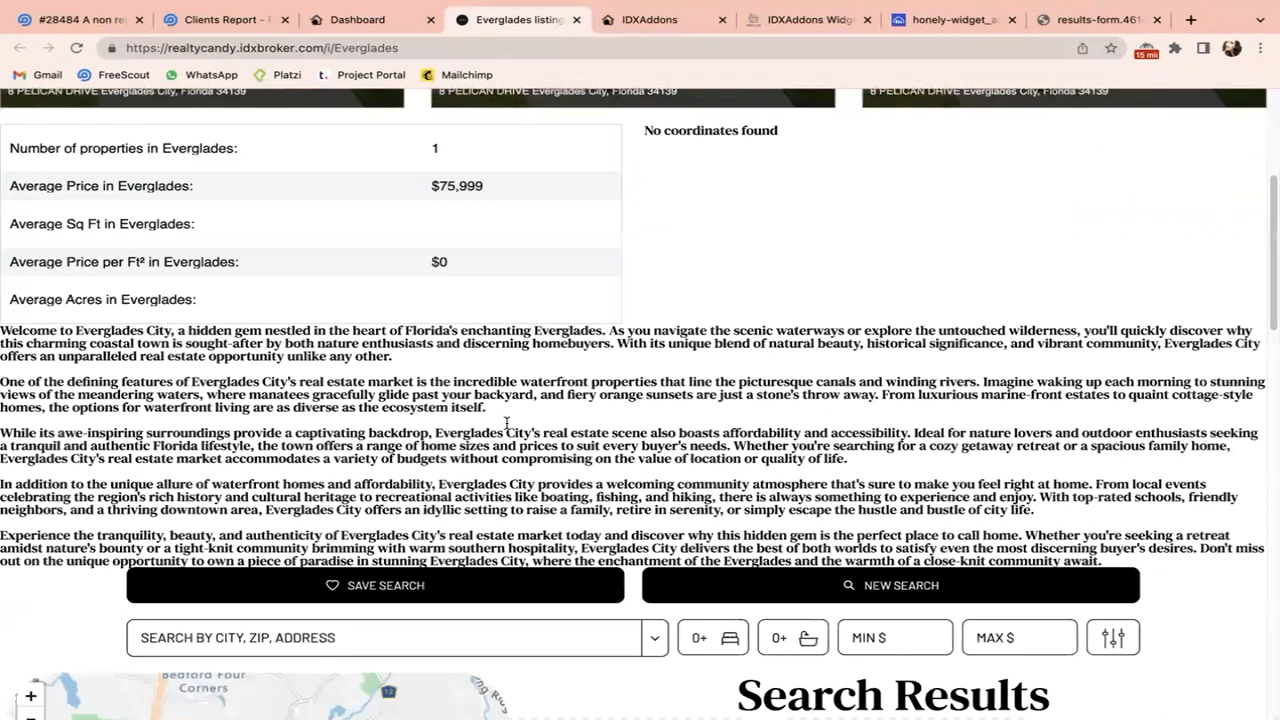 #28484 A non re
Clients Report - F
Dashboard
Everglades listing
IDXAddons
IDXAddons Widg
honely-widget_a
results-form.461
https://realtycandy.idxbroker.com/i/Everglades
15 mil
Gmail
FreeScout
WhatsApp
Platzi
Project Portal
Mailchimp
8 PELICAN DRIVE Everglades City, Florida 34139
8 PELICAN DRIVE Everglades City, Florida 34139
8 PELICAN DRIVE Everglades City, Florida 34139
Number of properties in Everglades: 1
Average Price in Everglades: $75,999
Average Sq Ft in Everglades:
Average Price per Ft² in Everglades: $0
Average Acres in Everglades:
No coordinates found
Welcome to Everglades City, a hidden gem nestled in the heart of Florida's enchanting Everglades. As you navigate the scenic waterways or explore the untouched wilderness, you'll quickly discover why
this charming coastal town is sought-after by both nature enthusiasts and discerning homebuyers. With its unique blend of natural beauty, historical significance, and vibrant community, Everglades City
offers an unparalleled real estate opportunity unlike any other.
One of the defining features of Everglades City's real estate market is the incredible waterfront properties that line the picturesque canals and winding rivers. Imagine waking up each morning to stunning
views of the meandering waters, where manatees gracefully glide past your backyard, and fiery orange sunsets are just a stone's throw away. From luxurious marine-front estates to quaint cottage-style
homes, the options for waterfront living are as diverse as the ecosystem itself.
While its awe-inspiring surroundings provide a captivating backdrop, Everglades City's real estate scene also boasts affordability and accessibility. Ideal for nature lovers and outdoor enthusiasts seeking
a tranquil and authentic Florida lifestyle, the town offers a range of home sizes and prices to suit every buyer's needs. Whether you're searching for a cozy getaway retreat or a spacious family home,
Everglades City's real estate market accommodates a variety of budgets without compromising on the value of location or quality of life.
In addition to the unique allure of waterfront homes and affordability, Everglades City provides a welcoming community atmosphere that's sure to make you feel right at home. From local events
celebrating the region's rich history and cultural heritage to recreational activities like boating, fishing, and hiking, there is always something to experience and enjoy. With top-rated schools, friendly
neighbors, and a thriving downtown area, Everglades City offers an idyllic setting to raise a family, retire in serenity, or simply escape the hustle and bustle of city life.
Experience the tranquility, beauty, and authenticity of Everglades City's real estate market today and discover why this hidden gem is the perfect place to call home. Whether you're seeking a retreat
amidst nature's bounty or a tight-knit community brimming with warm southern hospitality, Everglades City delivers the best of both worlds to satisfy even the most discerning buyer's desires. Don't miss
out on the unique opportunity to own a piece of paradise in stunning Everglades City, where the enchantment of the Everglades and the warmth of a close-knit community await.
SAVE SEARCH
NEW SEARCH
SEARCH BY CITY, ZIP, ADDRESS
0+
0+
MIN $
MAX $
+
Bedford Four
Corners
12
Search Results